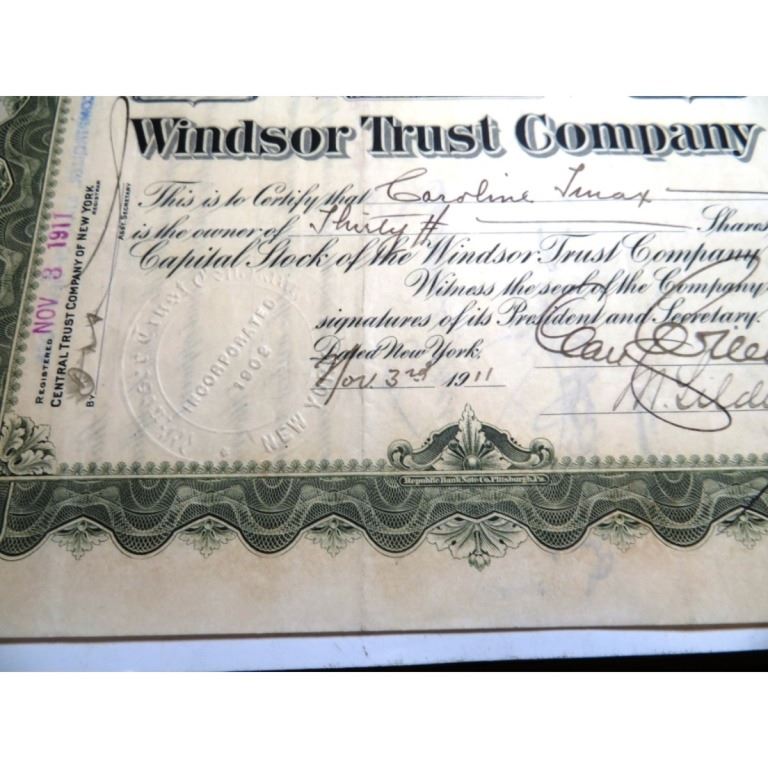 Windsor Trust Company
This is to Certify that Caroline
is the owner of Thirty # Shares
Capital Stock of the Windsor Trust Company
Witness the seal of the Company
signatures of its President and Secretary.
Dated New York,
Nov. 3rd 1911
REGISTERED NOV 3 1911
CENTRAL TRUST COMPANY OF NEW YORK
REGISTRAR
BY
ASST. SECRETARY
INCORPORATED
1902
NEW YORK
Republic Bank Note Co. Pittsburgh, Pa.